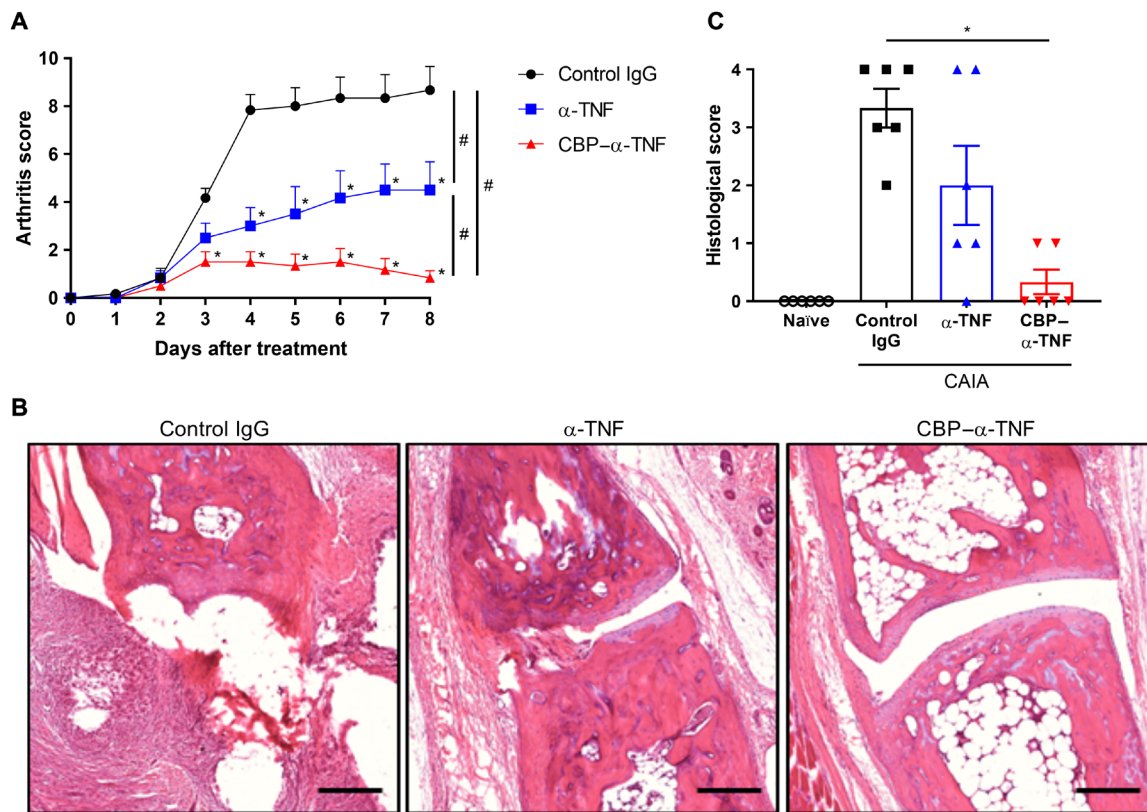 A
Arthritis score
10
8
6
4
2
0
0 1 2 3 4 5 6 7 8
Days after treatment
* * * * *
* * * * * *
# # #
Control IgG
α-TNF
CBP–α-TNF
C
*
Histological score
4
3
2
1
0
Naïve
Control
IgG
α-TNF
CBP–
α-TNF
CAIA
B
Control IgG
α-TNF
CBP–α-TNF